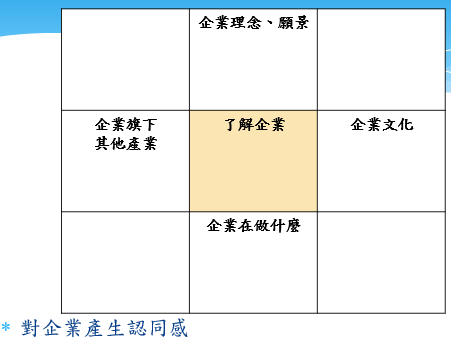 企業理念、願景
企業旗下
其他產業
了解企業
企業文化
企業在做什麼
* 對企業產生認同感